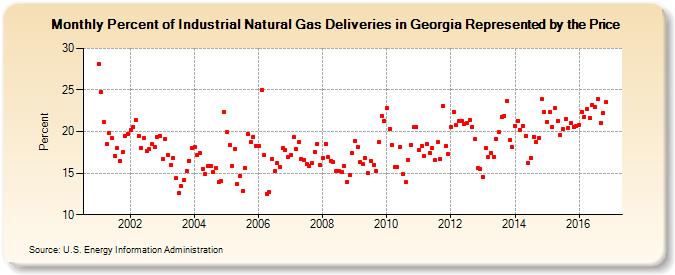 Monthly Percent of Industrial Natural Gas Deliveries in Georgia Represented by the Price
Percent
30
25
20
15
10
2002 2004 2006 2008 2010 2012 2014 2016
Source: U.S. Energy Information Administration